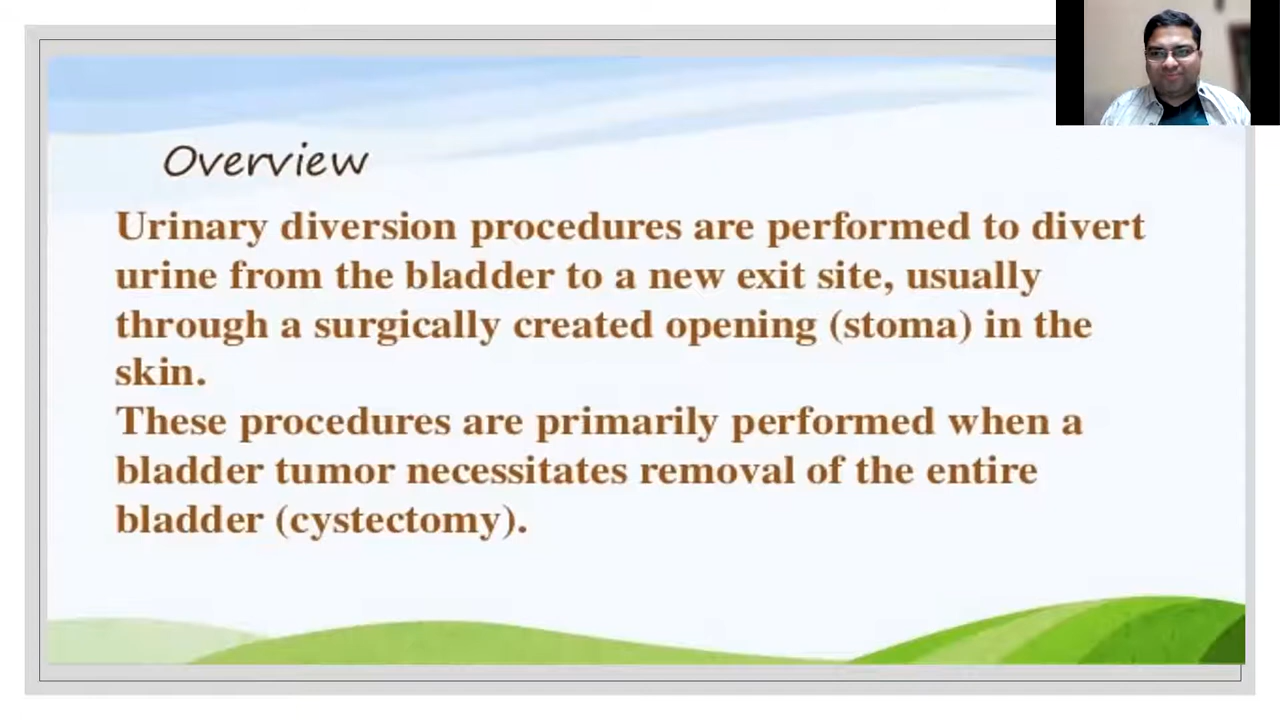 Overview
Urinary diversion procedures are performed to divert
urine from the bladder to a new exit site, usually
through a surgically created opening (stoma) in the
skin.
These procedures are primarily performed when a
bladder tumor necessitates removal of the entire
bladder (cystectomy).